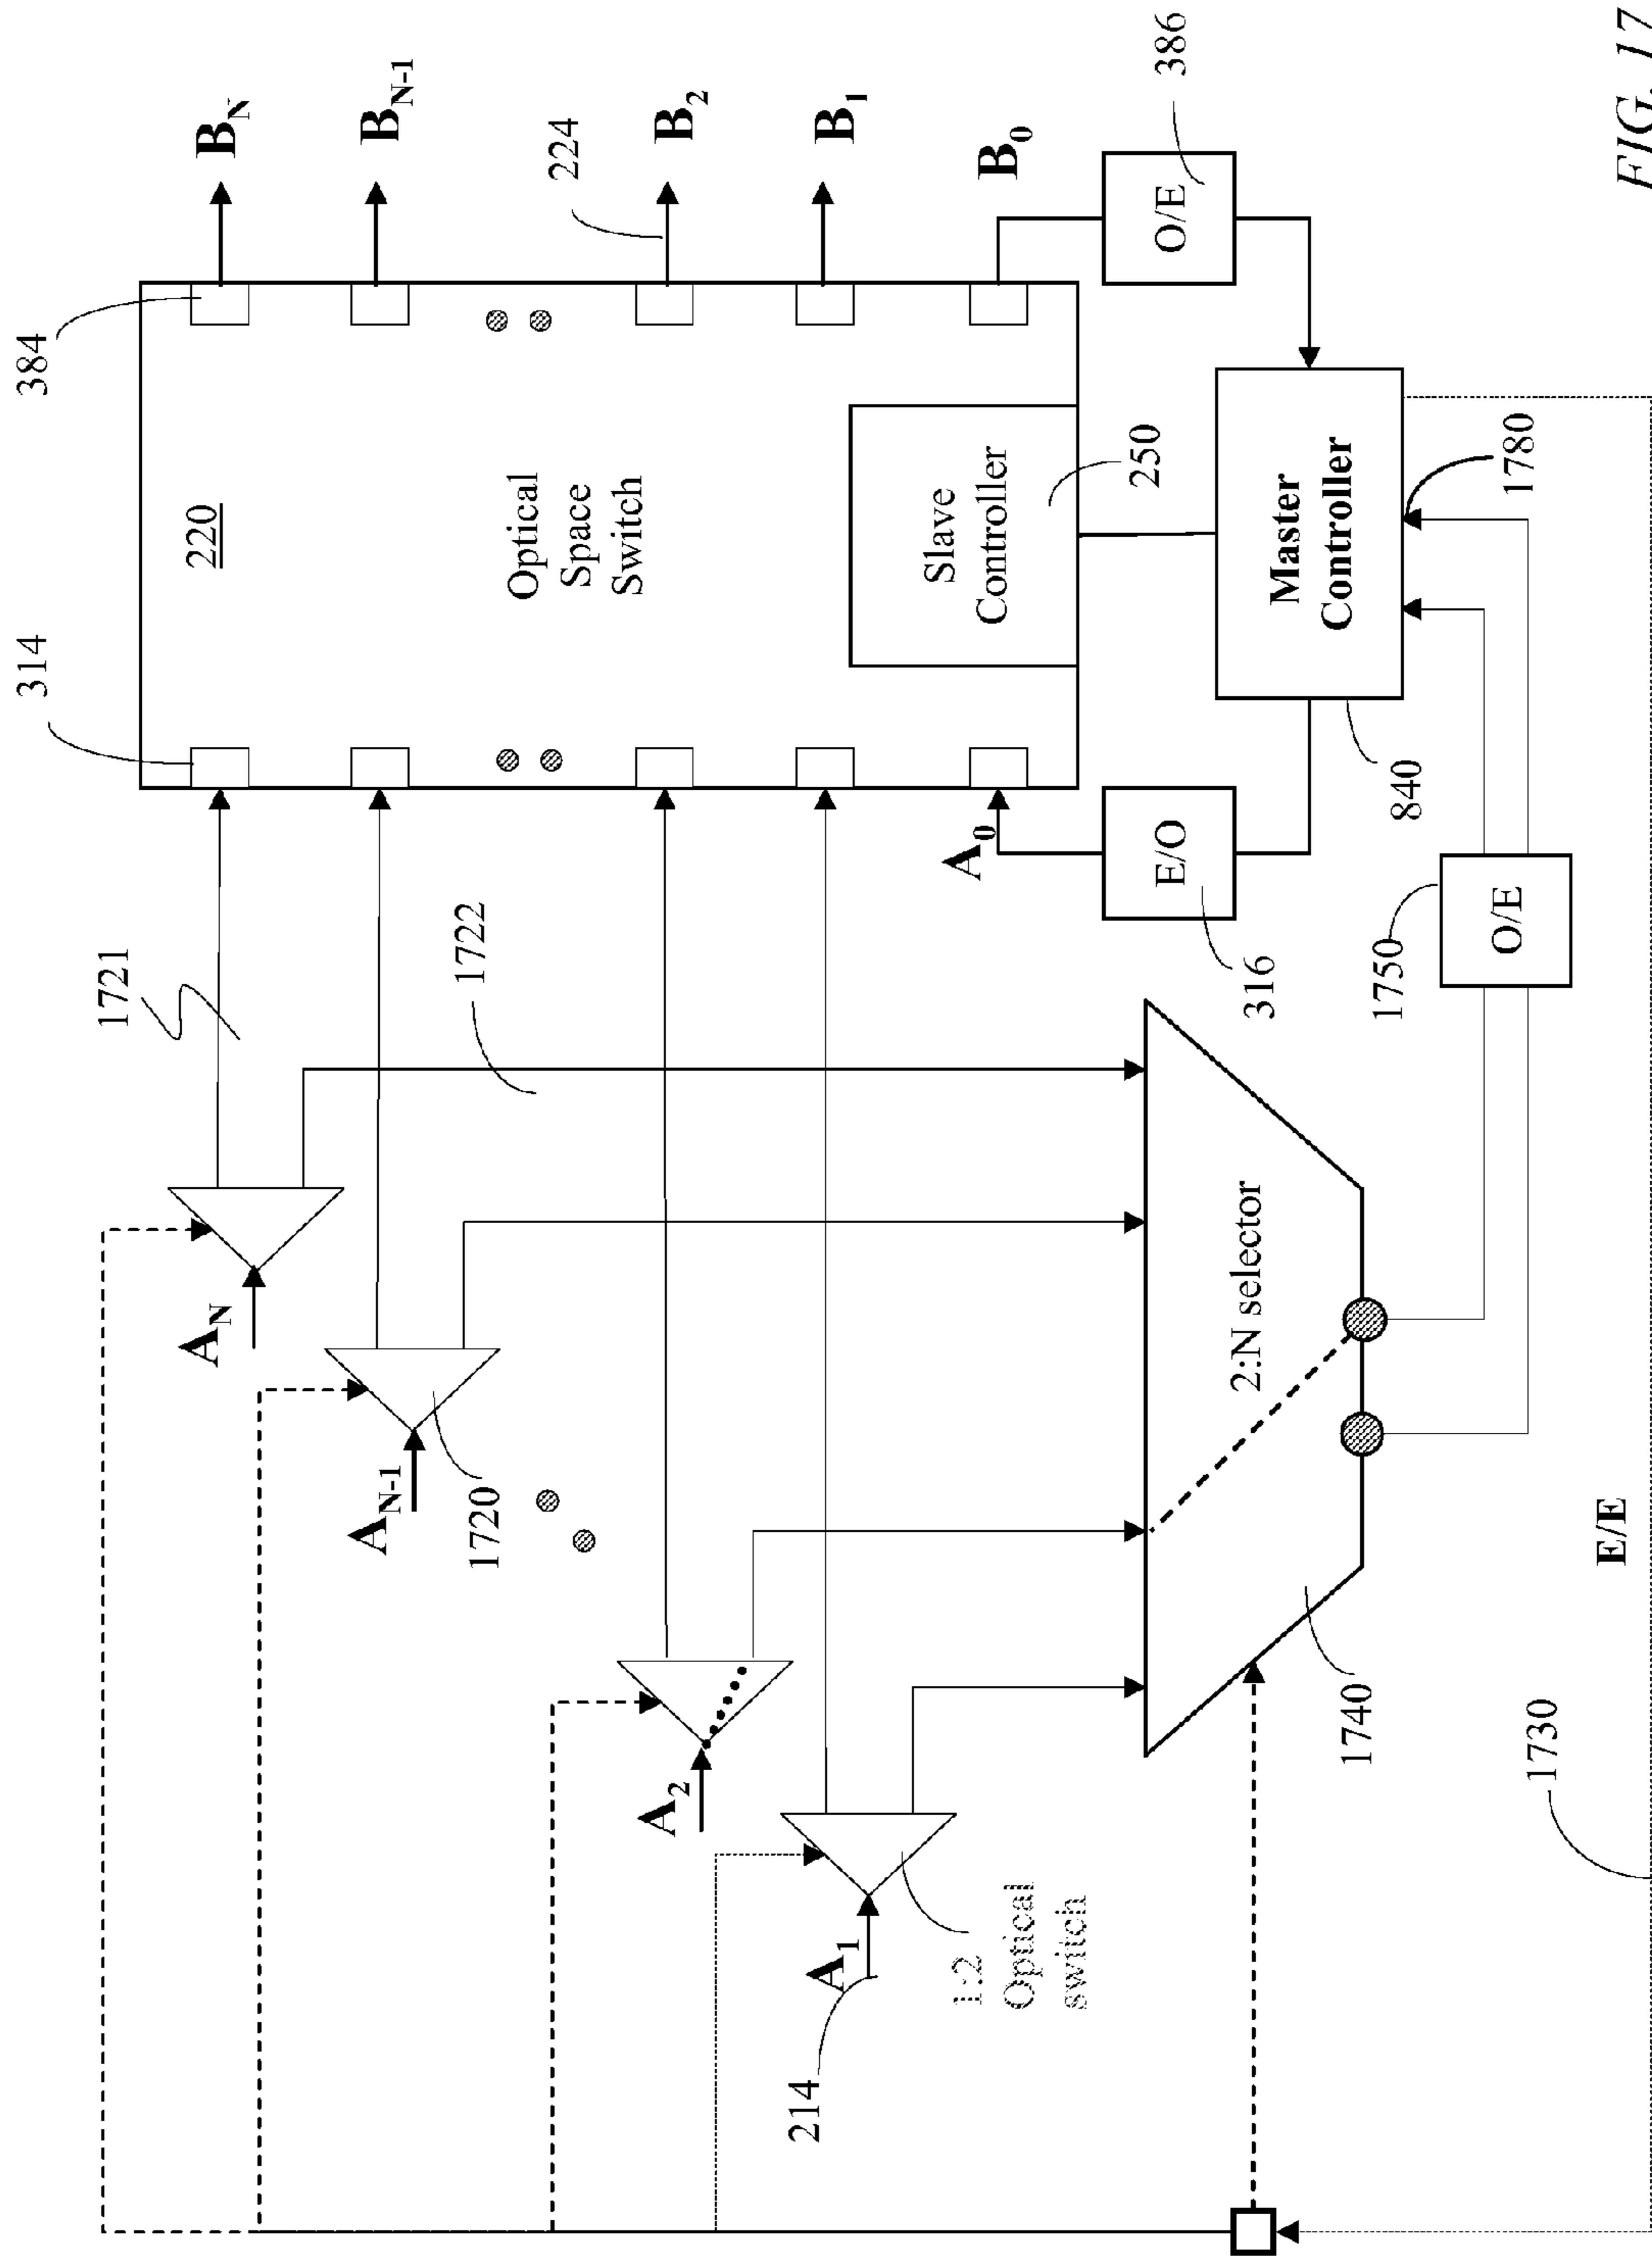 314
384
220
B_N
B_{N-1}
B_2
B_1
B_0
224
Optical
Space
Switch
Slave
Controller
250
O/E
386
Master
Controller
1780
840
E/O
316
A_0
1721
1722
A_N
A_{N-1}
1720
A_2
A_1
214
1:2
Optical
switch
2:N selector
1740
1750
O/E
E/E
1730
FIG. 17